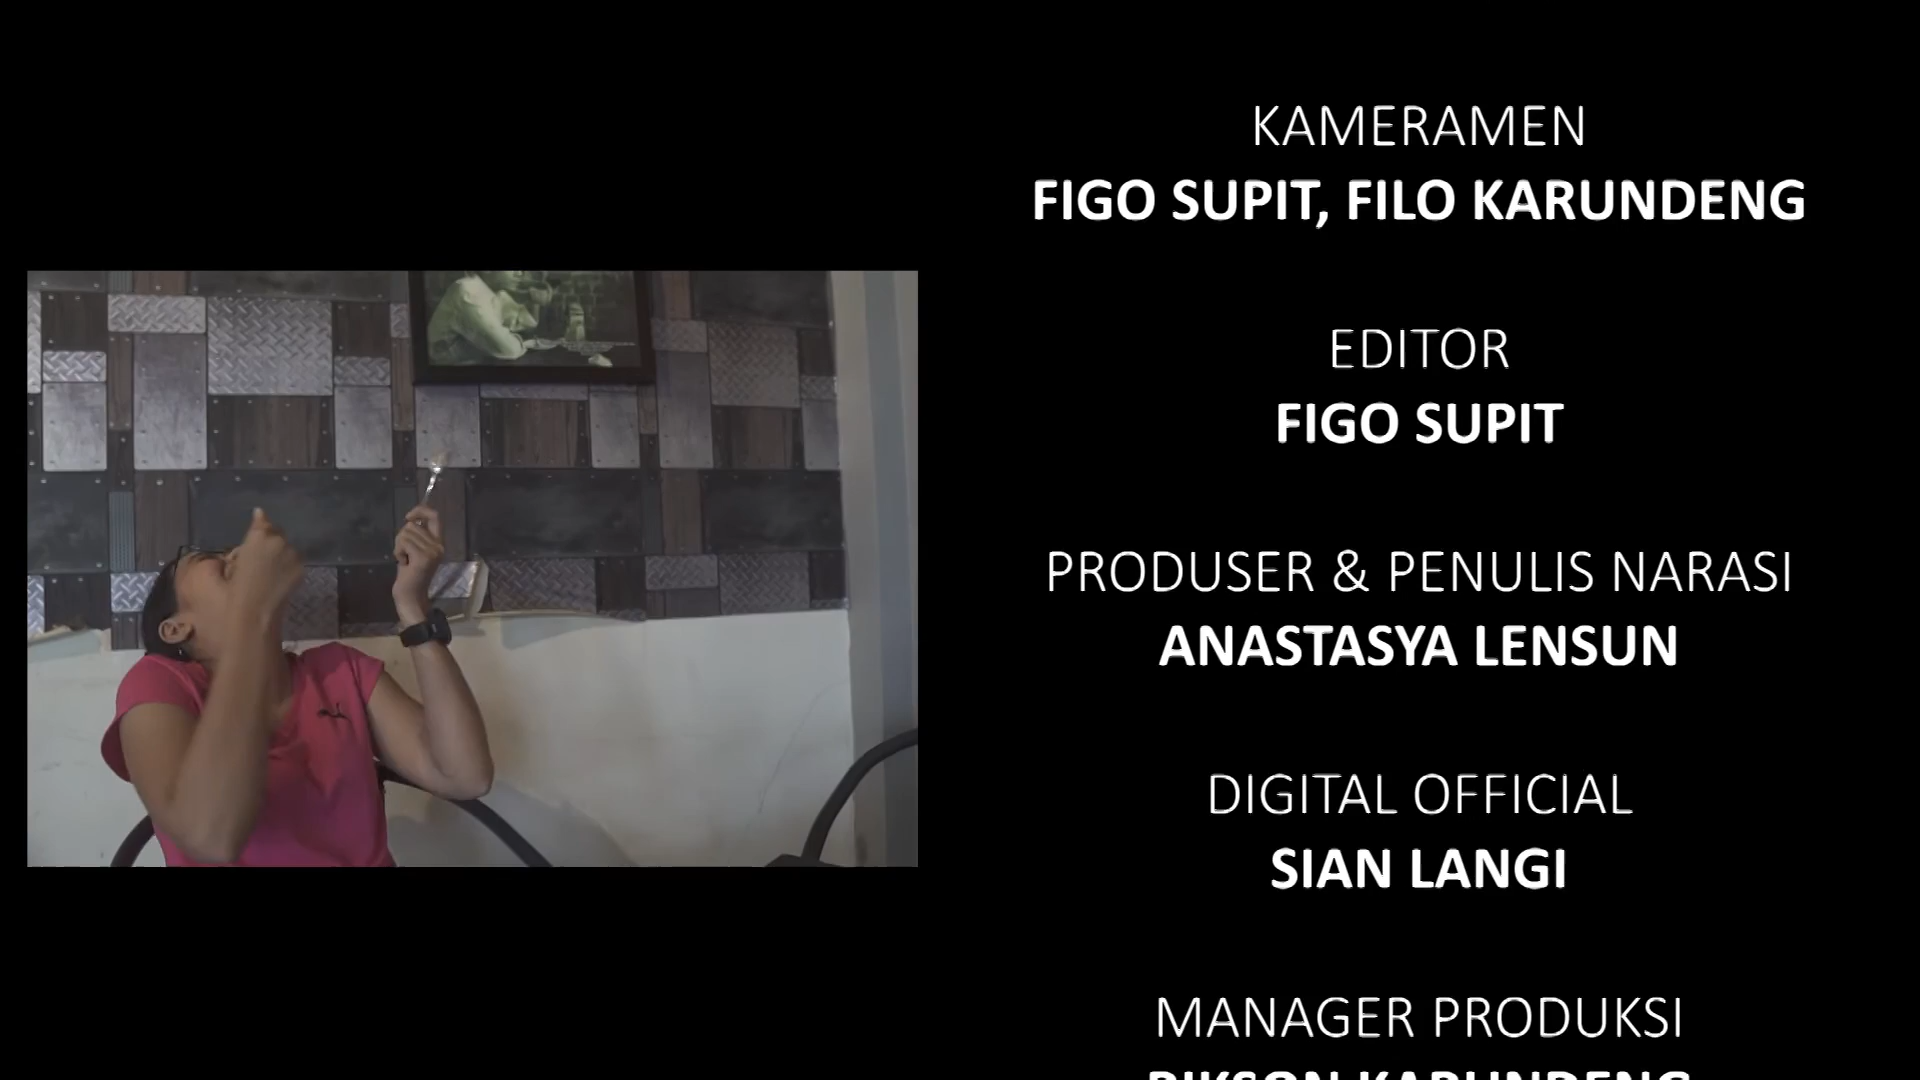 KAMERAMEN
FIGO SUPIT, FILO KARUNDENG
EDITOR
FIGO SUPIT
PRODUSER & PENULIS NARASI
ANASTASYA LENSUN
DIGITAL OFFICIAL
SIAN LANGI
MANAGER PRODUKSI
KARUNDENG